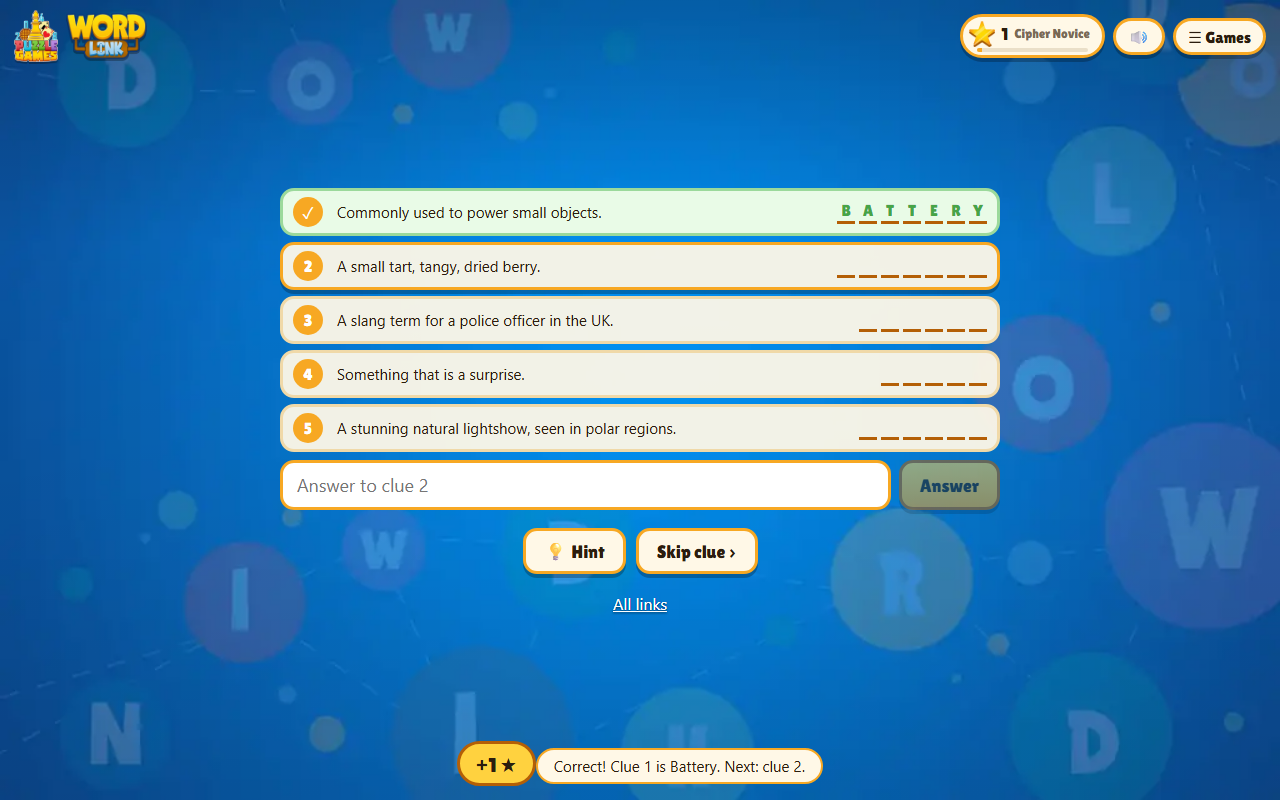 PUZZLE
GAMES
WORD
LINK
1 Cipher Novice
☰ Games
✓ Commonly used to power small objects. B A T T E R Y
2 A small tart, tangy, dried berry.
3 A slang term for a police officer in the UK.
4 Something that is a surprise.
5 A stunning natural lightshow, seen in polar regions.
Answer to clue 2 Answer
Hint Skip clue ›
All links
+1 ★ Correct! Clue 1 is Battery. Next: clue 2.